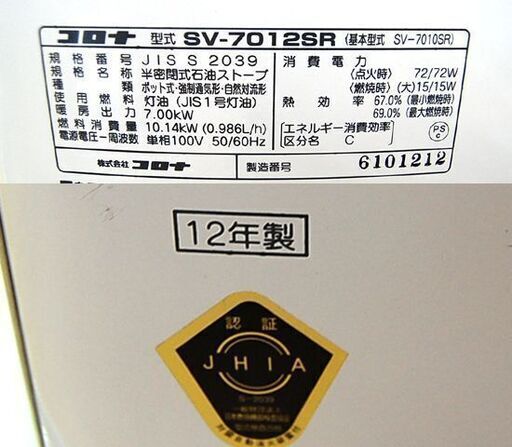 コロナ 型式 SV-7012SR (基本型式 SV-7010SR)
規格番号 JIS S 2039
種類 半密閉式石油ストーブ
ポット式・強制通気形・自然対流形
使用燃料 灯油 (JIS1号灯油)
暖房出力 7.00kW
燃料消費量 10.14kW (0.986L/h)
電源電圧-周波数 単相100V 50/60Hz
消費電力
(点火時) 72/72W
(燃焼時) (大)15/15W
熱効率 67.0% (最小燃焼時)
69.0% (最大燃焼時)
[エネルギー消費効率]
区分名 C
PS
C
株式会社 コロナ
製造番号 6101212
12年製
認証
JHIA
S-2039